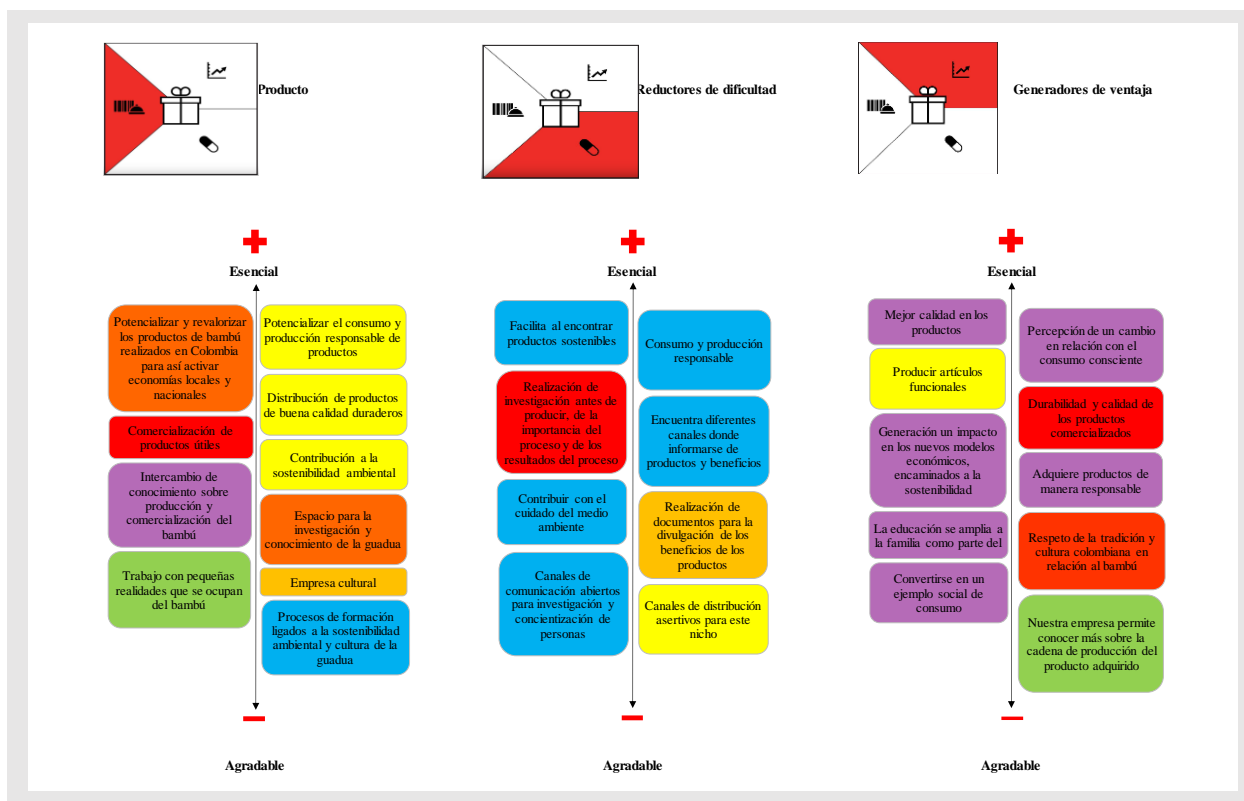 Producto
Reductores de dificultad
Generadores de ventaja
Esencial
Potencializar y revalorizar
los productos de bambú
realizados en Colombia
para así activar
economías locales y
nacionales
Comercialización de
productos útiles
Intercambio de
conocimiento sobre
producción y
comercialización del
bambú
Trabajo con pequeñas
realidades que se ocupan
del bambú
Potencializar el consumo y
producción responsable de
productos
Distribución de productos
de buena calidad duraderos
Contribución a la
sostenibilidad ambiental
Espacio para la
investigación y
conocimiento de la guadua
Empresa cultural
Procesos de formación
ligados a la sostenibilidad
ambiental y cultura de la
guadua
Agradable
Esencial
Facilita al encontrar
productos sostenibles
Realización de
investigación antes de
producir, de la
importancia del
proceso y de los
resultados del proceso
Contribuir con el
cuidado del medio
ambiente
Canales de
comunicación abiertos
para investigación y
concientización de
personas
Consumo y producción
responsable
Encuentra diferentes
canales donde
informarse de
productos y beneficios
Realización de
documentos para la
divulgación de los
beneficios de los
productos
Canales de distribución
asertivos para este
nicho
Agradable
Esencial
Mejor calidad en los
productos
Producir artículos
funcionales
Generación un impacto
en los nuevos modelos
económicos,
encaminados a la
sostenibilidad
La educación se amplia a
la familia como parte del
Convertirse en un
ejemplo social de
consumo
Percepción de un cambio
en relación con el
consumo consciente
Durabilidad y calidad de
los productos
comercializados
Adquiere productos de
manera responsable
Respeto de la tradición y
cultura colombiana en
relación al bambú
Nuestra empresa permite
conocer más sobre la
cadena de producción del
producto adquirido
Agradable